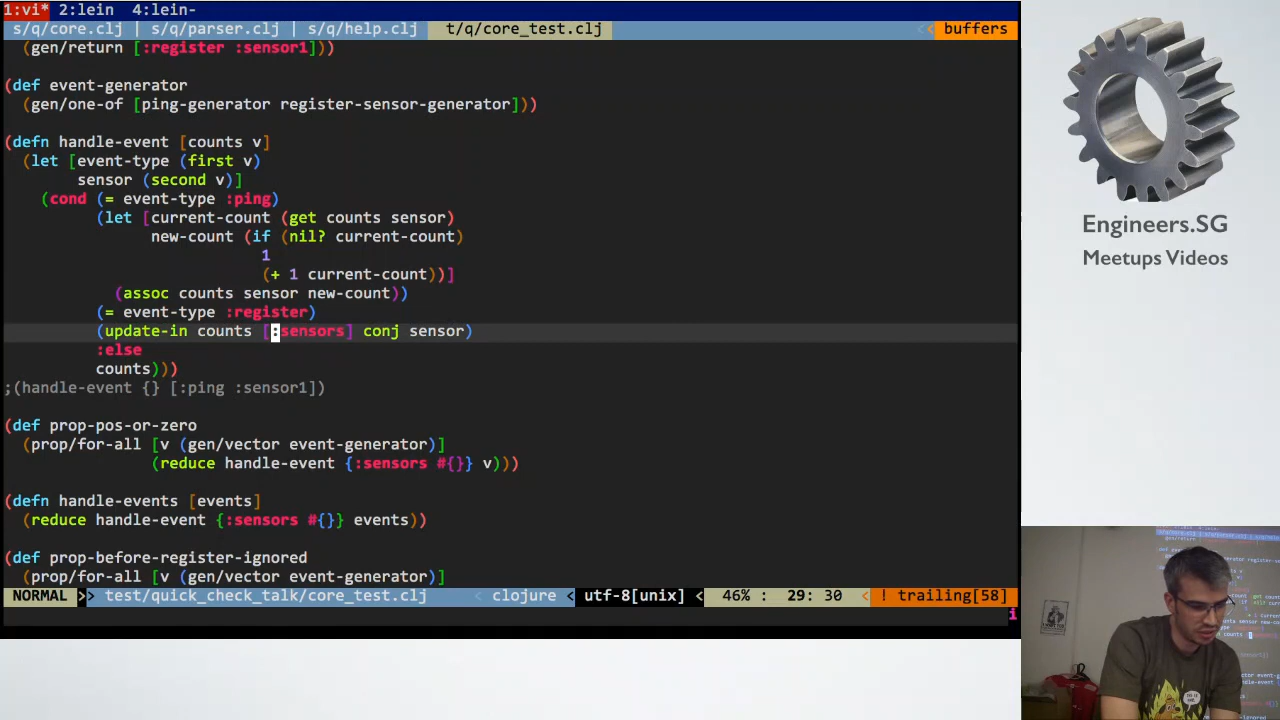 1:vi* 2:lein 4:lein-
s/q/core.clj | s/q/parser.clj | s/q/help.clj t/q/core_test.clj buffers
(gen/return [:register :sensor1]))
(def event-generator
(gen/one-of [ping-generator register-sensor-generator]))
(defn handle-event [counts v]
(let [event-type (first v)
sensor (second v)]
(cond (= event-type :ping)
(let [current-count (get counts sensor)
new-count (if (nil? current-count)
1
(+ 1 current-count))]
(assoc counts sensor new-count))
(= event-type :register)
(update-in counts [:sensors] conj sensor)
:else
counts)))
;(handle-event {} [:ping :sensor1])
(def prop-pos-or-zero
(prop/for-all [v (gen/vector event-generator)]
(reduce handle-event {:sensors #{}} v)))
(defn handle-events [events]
(reduce handle-event {:sensors #{}} events))
(def prop-before-register-ignored
(prop/for-all [v (gen/vector event-generator)]
NORMAL >> test/quick_check_talk/core_test.clj < clojure < utf-8[unix] < 46% : 29: 30 < ! trailing[58]
i
Engineers.SG
Meetups Videos